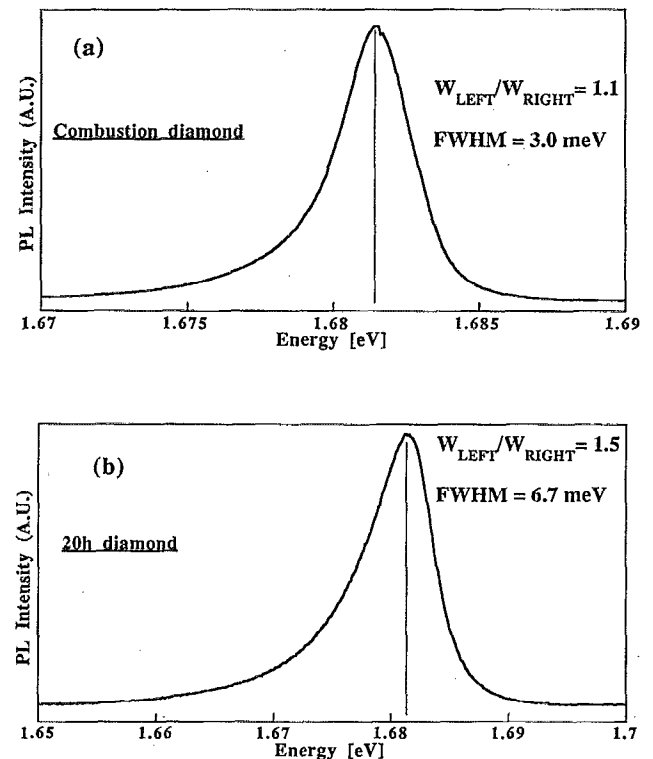 (a)
W_LEFT/W_RIGHT = 1.1
FWHM = 3.0 meV
Combustion diamond
PL Intensity (A.U.)
1.67 1.675 1.68 1.685 1.69
Energy [eV]
(b)
W_LEFT/W_RIGHT = 1.5
FWHM = 6.7 meV
20h diamond
PL Intensity (A.U.)
1.65 1.66 1.67 1.68 1.69 1.7
Energy [eV]